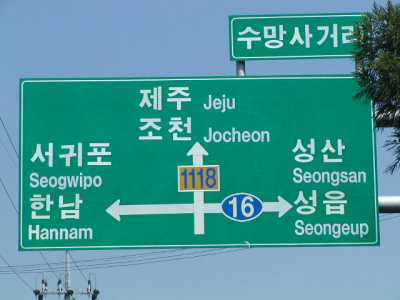 수망사거리
제주 Jeju
조천 Jocheon
서귀포
Seogwipo
한남
Hannam
1118
16
성산
Seongsan
성읍
Seongeup